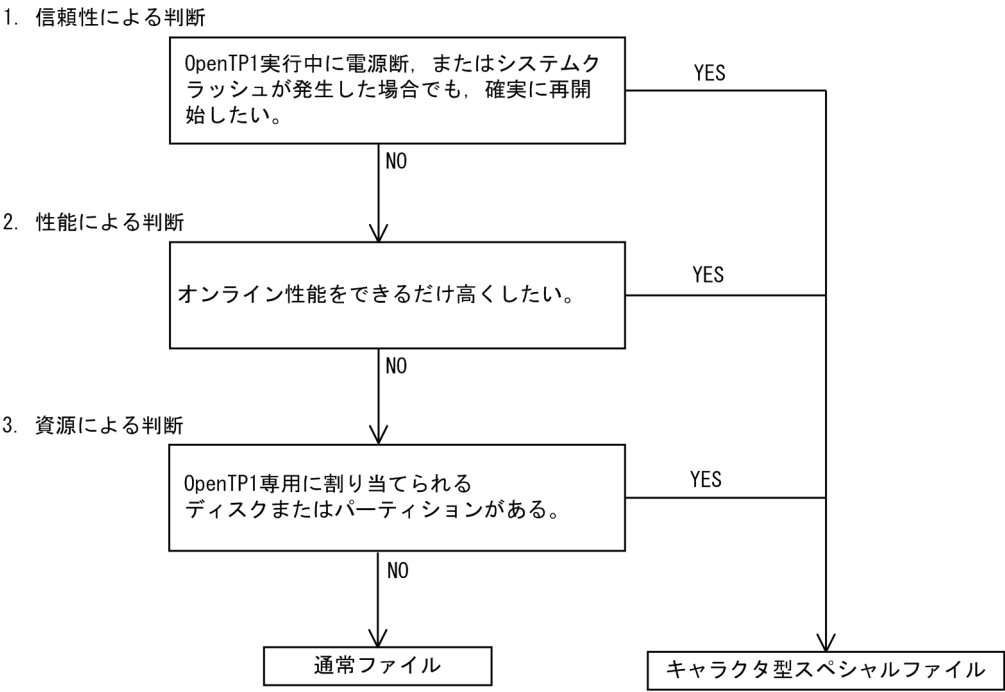 1. 信頼性による判断
OpenTP1実行中に電源断，またはシステムク
ラッシュが発生した場合でも，確実に再開
始したい。
YES
NO
2. 性能による判断
オンライン性能をできるだけ高くしたい。
YES
NO
3. 資源による判断
OpenTP1専用に割り当てられる
ディスクまたはパーティションがある。
YES
NO
通常ファイル
キャラクタ型スペシャルファイル